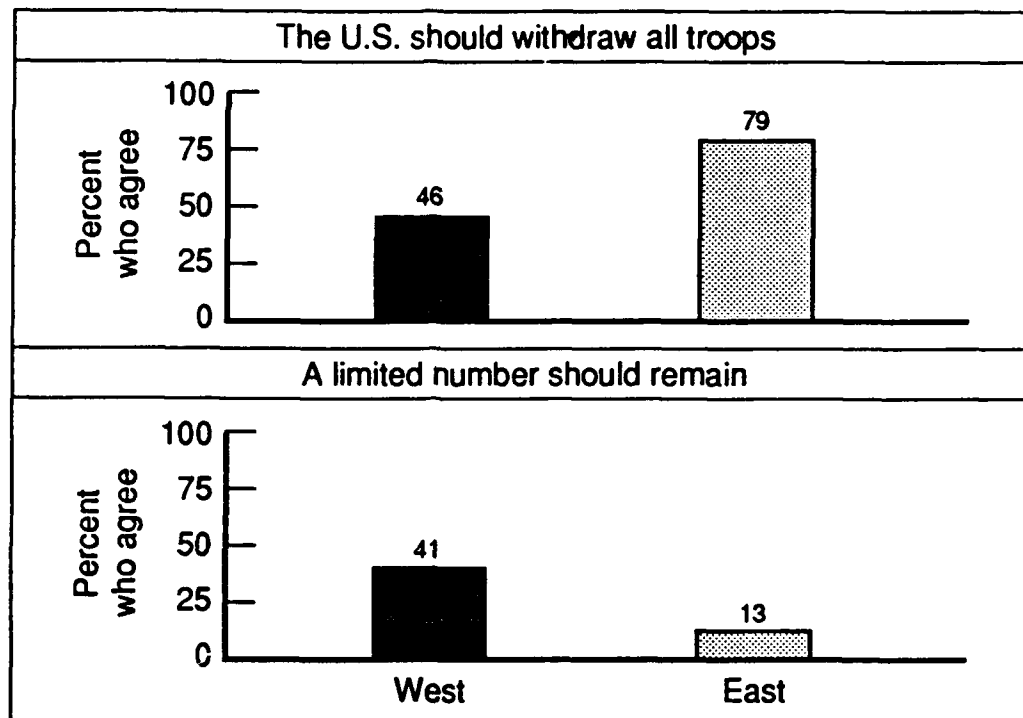 The U.S. should withdraw all troops
Percent
who agree
100
75
50
25
0
46
79
A limited number should remain
Percent
who agree
100
75
50
25
0
41
13
West
East